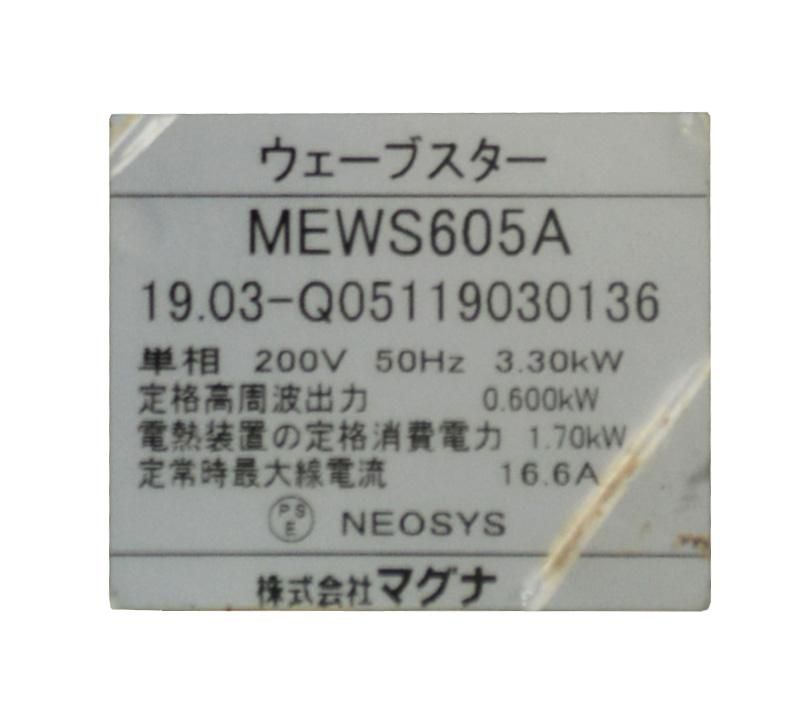 ウェーブスター
MEWS605A
19.03-Q05119030136
単相 200V 50Hz 3.30kW
定格高周波出力 0.600kW
電熱装置の定格消費電力 1.70kW
定常時最大線電流 16.6A
PS
E NEOSYS
株式会社マグナ